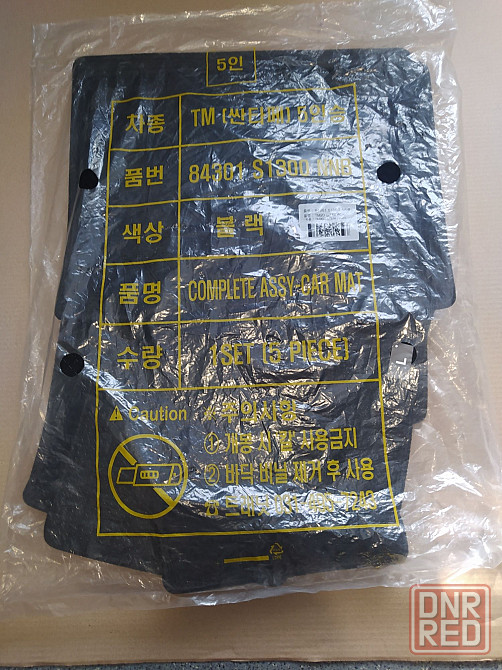 5인
차종 TM (싼타페) 5인승
품번 84301 S1300 NNB
색상 블 랙
품명 COMPLETE ASSY-CAR MAT
수량 1SET (5 PIECE)
⚠ Caution ※ 주의사항
① 개봉 시 칼 사용금지
② 바닥 비닐 제거 후 사용
DNR
RED